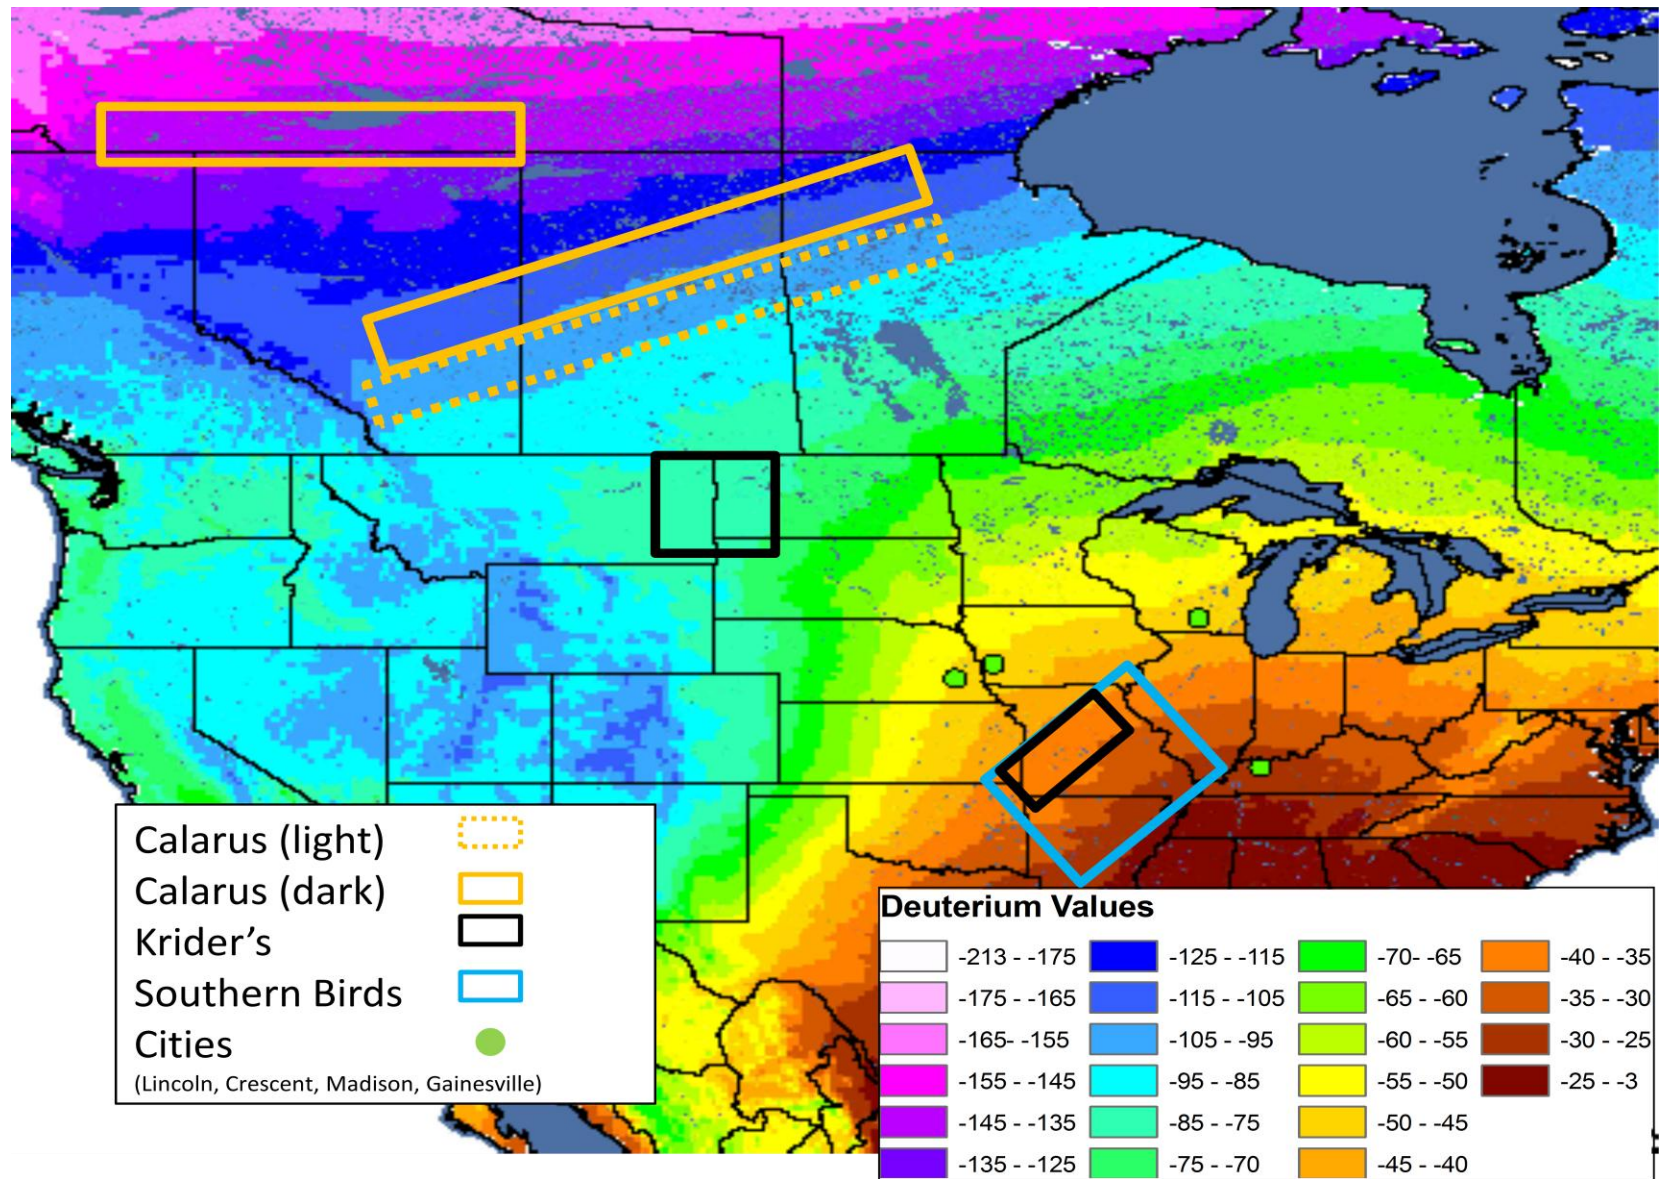 Calarus (light)
Calarus (dark)
Krider’s
Southern Birds
Cities
(Lincoln, Crescent, Madison, Gainesville)
Deuterium Values
-213 - -175
-175 - -165
-165- -155
-155 - -145
-145 - -135
-135 - -125
-125 - -115
-115 - -105
-105 - -95
-95 - -85
-85 - -75
-75 - -70
-70- -65
-65 - -60
-60 - -55
-55 - -50
-50 - -45
-45 - -40
-40 - -35
-35 - -30
-30 - -25
-25 - -3